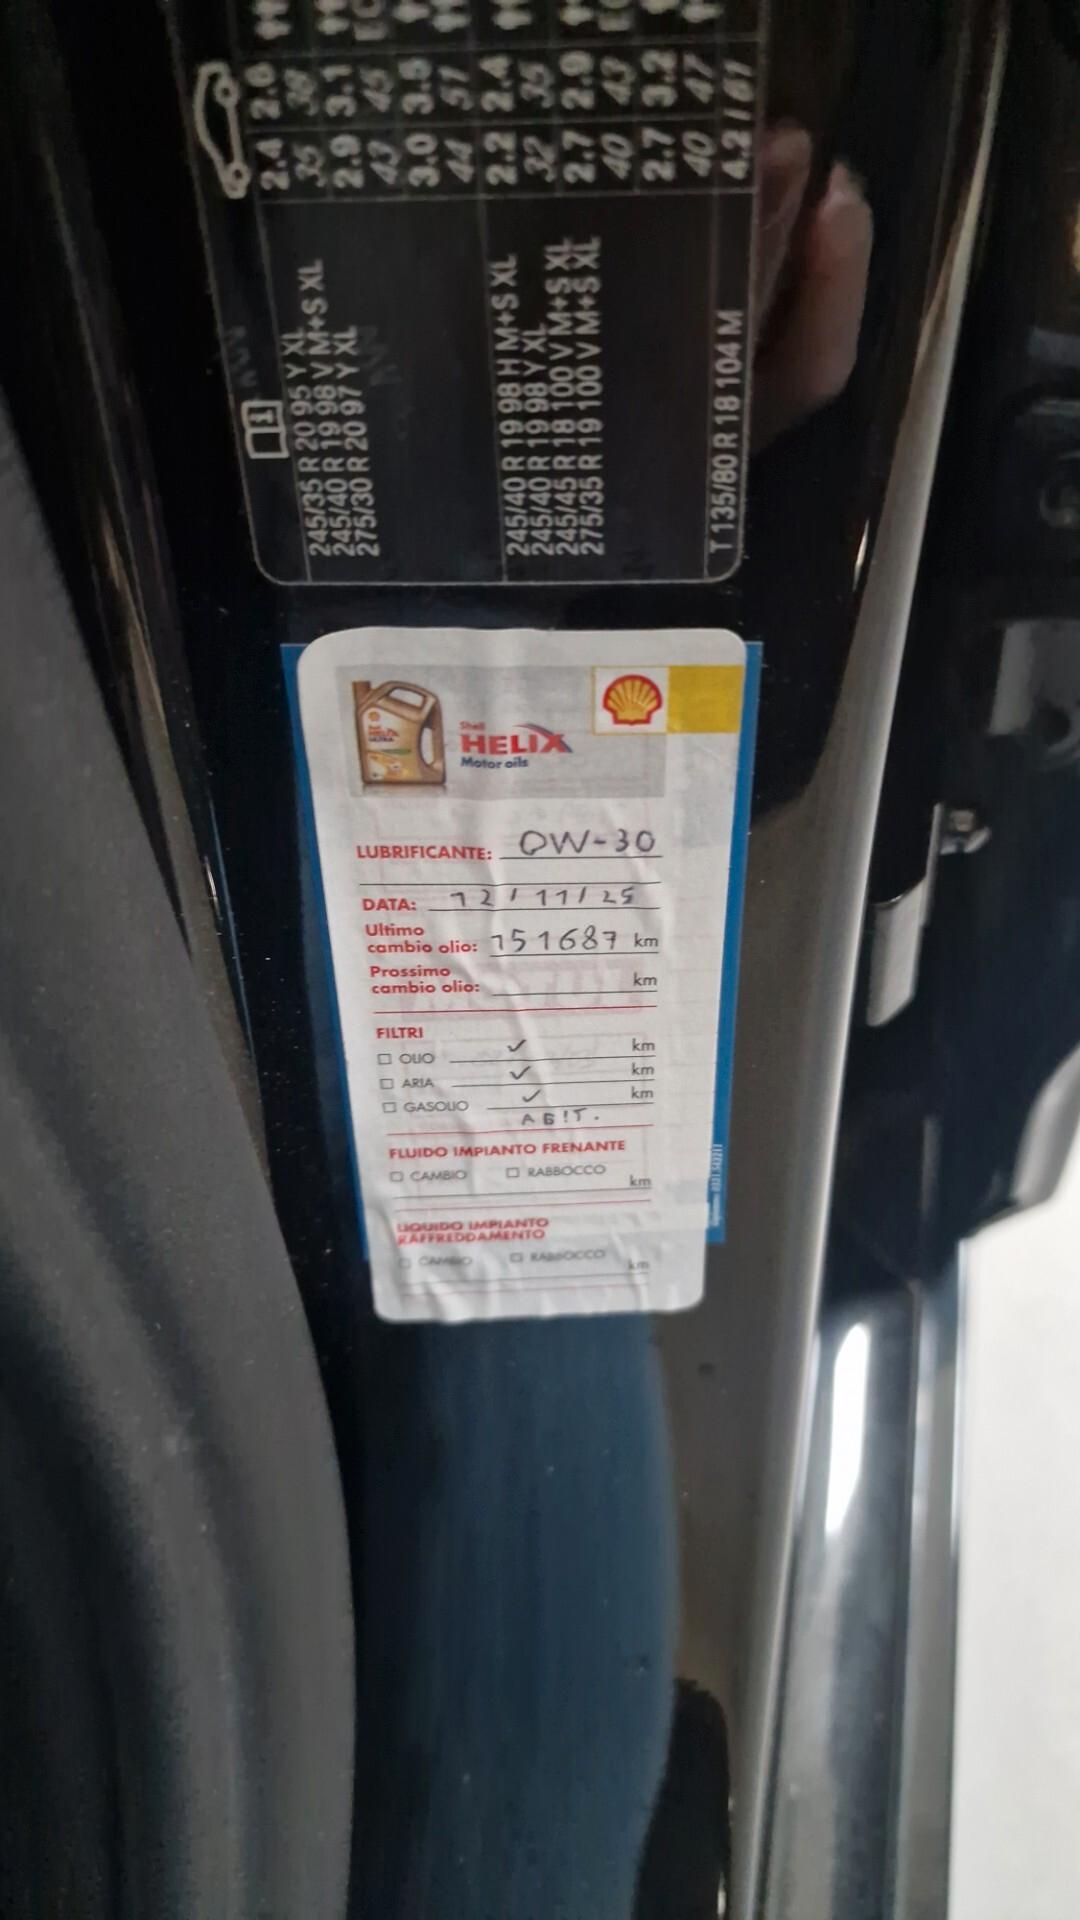 2.4 2.6
35 38
2.9 3.1
43 45
3.0
44 51
2.2 2.4
32 35
2.7 2.9
40 43
2.7 3.2
40 47
4.2 / 61
245/35 R 20 95 Y XL
245/40 R 19 98 V M+S XL
275/30 R 20 97 Y XL
245/40 R 19 98 H M+S XL
245/40 R 19 98 Y XL
245/45 R 18 100 V M+S XL
275/35 R 19 100 V M+S XL
T 135/80 R 18 104 M
Shell
HELIX
ULTRA
Shell
HELIX
Motor oils
LUBRIFICANTE: 0W-30
DATA: 12/11/25
Ultimo
cambio olio: 151687 km
Prossimo
cambio olio: km
FILTRI
OLIO ✓ km
ARIA ✓ km
GASOLIO ✓ km
ABIT.
FLUIDO IMPIANTO FRENANTE
CAMBIO RABBOCCO
km
LIQUIDO IMPIANTO
RAFFREDDAMENTO
CAMBIO RABBOCCO
km